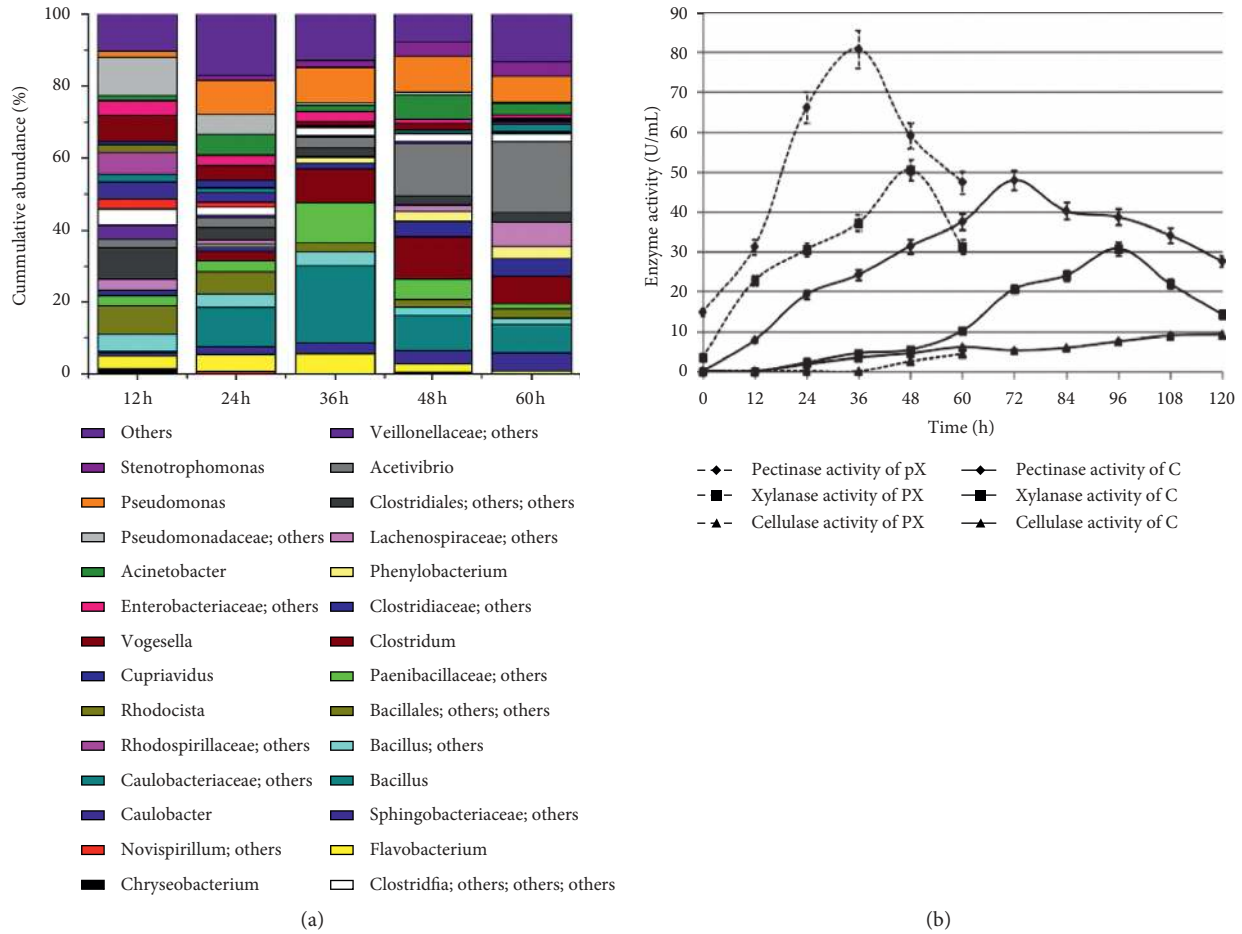 100
80
60
40
20
0
Cummulative abundance (%)
12 h
24 h
36 h
48 h
60 h
Others
Stenotrophomonas
Pseudomonas
Pseudomonadaceae; others
Acinetobacter
Enterobacteriaceae; others
Vogesella
Cupriavidus
Rhodocista
Rhodospirillaceae; others
Caulobacteriaceae; others
Caulobacter
Novispirillum; others
Chryseobacterium
Veillonellaceae; others
Acetivibrio
Clostridiales; others; others
Lachenospiraceae; others
Phenylobacterium
Clostridiaceae; others
Clostridum
Paenibacillaceae; others
Bacillales; others; others
Bacillus; others
Bacillus
Sphingobacteriaceae; others
Flavobacterium
Clostridfia; others; others; others
(a)
90
80
70
60
50
40
30
20
10
0
Enzyme activity (U/mL)
0 12 24 36 48 60 72 84 96 108 120
Time (h)
Pectinase activity of pX
Xylanase activity of PX
Cellulase activity of PX
Pectinase activity of C
Xylanase activity of C
Cellulase activity of C
(b)